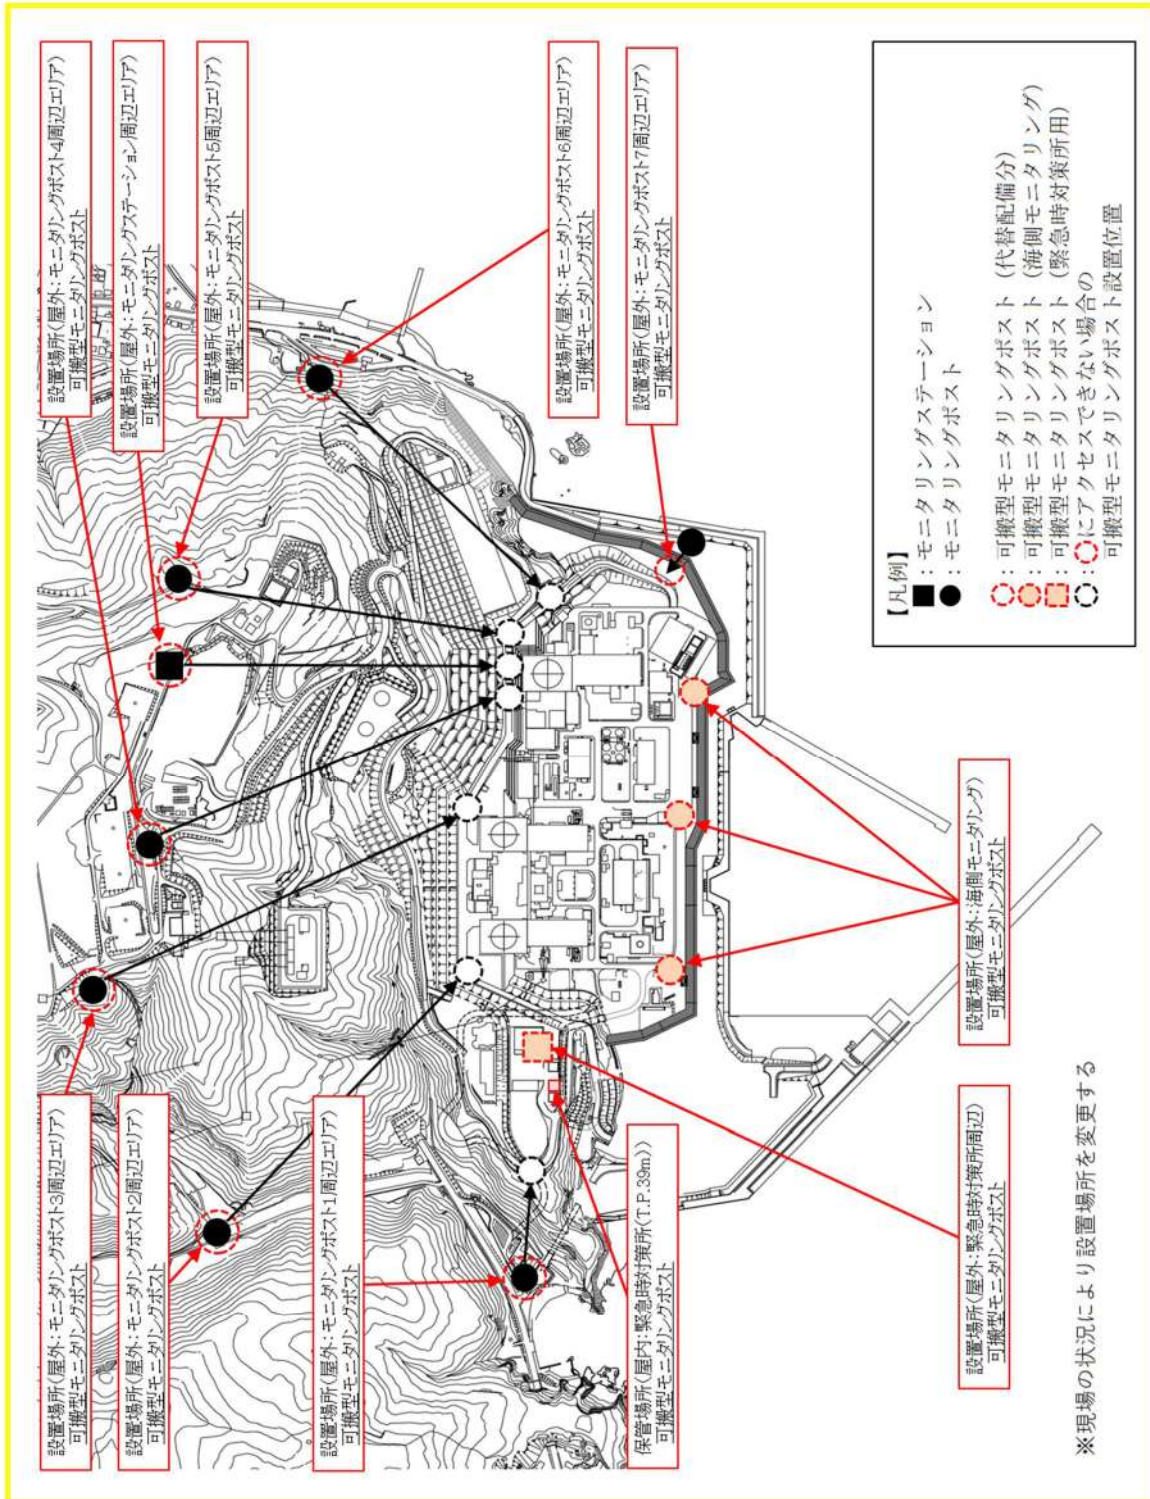 設置場所(屋外:モニタリングポスト3周辺エリア)
可搬型モニタリングポスト
設置場所(屋外:モニタリングポスト2周辺エリア)
可搬型モニタリングポスト
設置場所(屋外:モニタリングポスト1周辺エリア)
可搬型モニタリングポスト
保管場所(屋内:緊急時対策所(T.P.39m))
可搬型モニタリングポスト
設置場所(屋外:緊急時対策所周辺)
可搬型モニタリングポスト
設置場所(屋外:海側モニタリング)
可搬型モニタリングポスト
設置場所(屋外:モニタリングポスト4周辺エリア)
可搬型モニタリングポスト
設置場所(屋外:モニタリングステーション周辺エリア)
可搬型モニタリングポスト
設置場所(屋外:モニタリングポスト5周辺エリア)
可搬型モニタリングポスト
設置場所(屋外:モニタリングポスト6周辺エリア)
可搬型モニタリングポスト
設置場所(屋外:モニタリングポスト7周辺エリア)
可搬型モニタリングポスト
【凡例】
■:モニタリングステーション
●:モニタリングポスト
:可搬型モニタリングポスト(代替配備分)
:可搬型モニタリングポスト(海側モニタリング)
:可搬型モニタリングポスト(緊急時対策所用)
:にアクセスできない場合の
可搬型モニタリングポスト設置位置
※現場の状況により設置場所を変更する